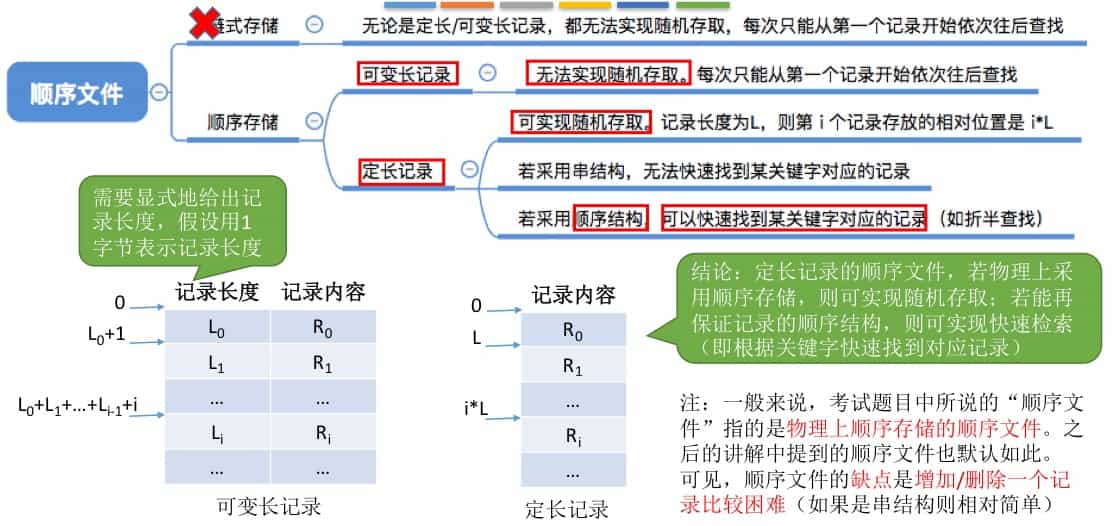 链式存储
无论是定长/可变长记录，都无法实现随机存取，每次只能从第一个记录开始依次往后查找
顺序文件
可变长记录
无法实现随机存取。每次只能从第一个记录开始依次往后查找
顺序存储
可实现随机存取。记录长度为L，则第 i 个记录存放的相对位置是 i*L
定长记录
若采用串结构，无法快速找到某关键字对应的记录
若采用顺序结构，可以快速找到某关键字对应的记录（如折半查找）
需要显式地给出记
录长度，假设用1
字节表示记录长度
记录长度 记录内容
0
L0 R0
L0+1
L1 R1
... ...
L0+L1+...+Li-1+i
Li Ri
... ...
可变长记录
记录内容
0
R0
L
R1
...
i*L
Ri
...
定长记录
结论：定长记录的顺序文件，若物理上采
用顺序存储，则可实现随机存取；若能再
保证记录的顺序结构，则可实现快速检索
（即根据关键字快速找到对应记录）
注：一般来说，考试题目中所说的“顺序文
件”指的是物理上顺序存储的顺序文件。之
后的讲解中提到的顺序文件也默认如此。
可见，顺序文件的缺点是增加/删除一个记
录比较困难（如果是串结构则相对简单）